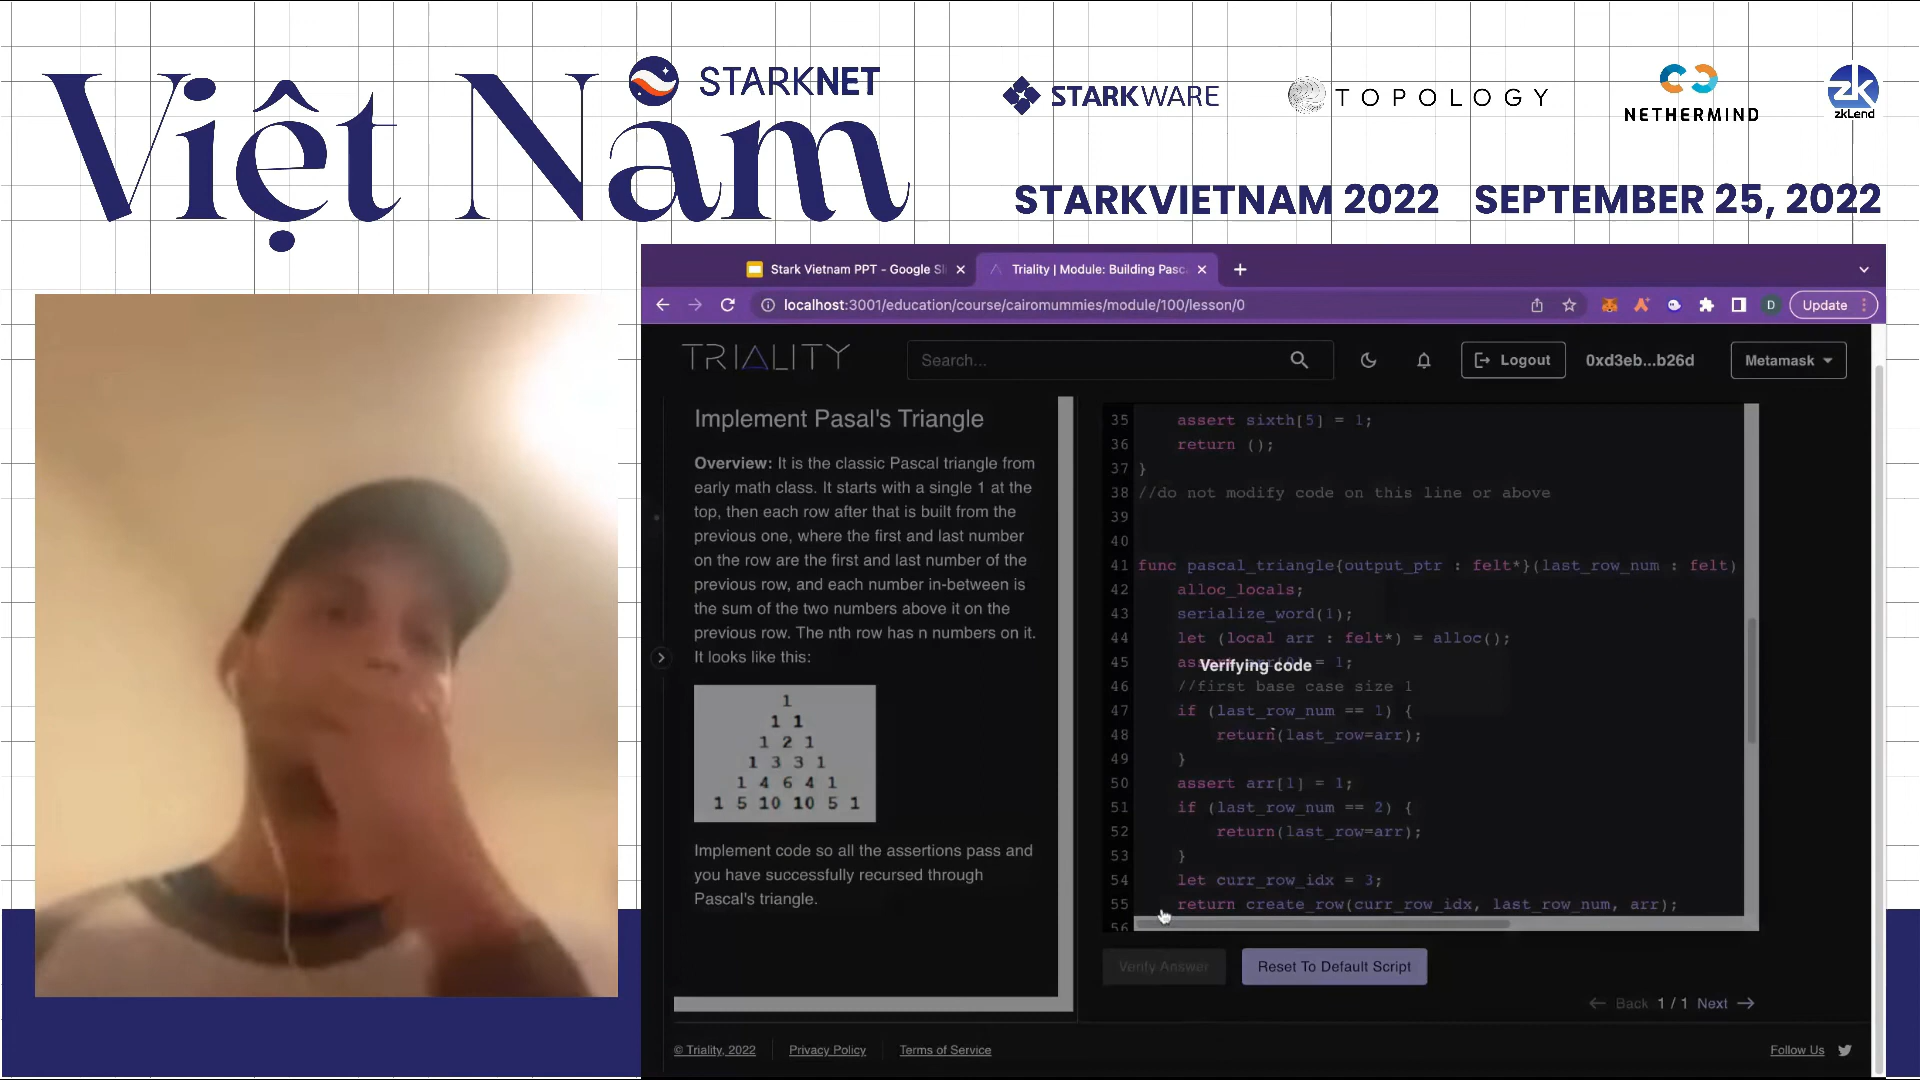 Việt Nam
STARKNET
STARKWARE
TOPOLOGY
NETHERMIND
zk
zkLend
STARKVIETNAM 2022 SEPTEMBER 25, 2022
Stark Vietnam PPT - Google Sl
Triality | Module: Building Pasc
localhost:3001/education/course/cairomummies/module/100/lesson/0
D
Update
TRIALITY
Search...
Logout
0xd3eb...b26d
Metamask
Implement Pasal's Triangle
Overview: It is the classic Pascal triangle from
early math class. It starts with a single 1 at the
top, then each row after that is built from the
previous one, where the first and last number
on the row are the first and last number of the
previous row, and each number in-between is
the sum of the two numbers above it on the
previous row. The nth row has n numbers on it.
It looks like this:
1
1 1
1 2 1
1 3 3 1
1 4 6 4 1
1 5 10 10 5 1
Implement code so all the assertions pass and
you have successfully recursed through
Pascal's triangle.
35 assert sixth[5] = 1;
36 return ();
37 }
38 //do not modify code on this line or above
39
40
41 func pascal_triangle{output_ptr : felt*}(last_row_num : felt)
42 alloc_locals;
43 serialize_word(1);
44 let (local arr : felt*) = alloc();
45 = 1;
Verifying code
46 //first base case size 1
47 if (last_row_num == 1) {
48 return(last_row=arr);
49 }
50 assert arr[1] = 1;
51 if (last_row_num == 2) {
52 return(last_row=arr);
53 }
54 let curr_row_idx = 3;
55 return create_row(curr_row_idx, last_row_num, arr);
56
Verify Answer
Reset To Default Script
Back 1 / 1 Next
© Triality, 2022
Privacy Policy
Terms of Service
Follow Us